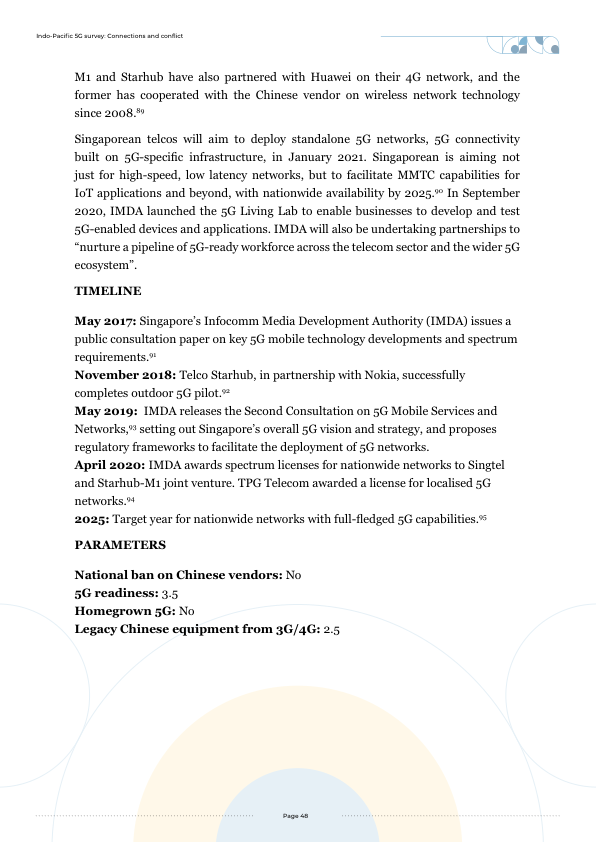 Indo-Pacific 5G survey: Connections and conflict
M1 and Starhub have also partnered with Huawei on their 4G network, and the
former has cooperated with the Chinese vendor on wireless network technology
since 2008.⁸⁹
Singaporean telcos will aim to deploy standalone 5G networks, 5G connectivity
built on 5G-specific infrastructure, in January 2021. Singaporean is aiming not
just for high-speed, low latency networks, but to facilitate MMTC capabilities for
IoT applications and beyond, with nationwide availability by 2025.⁹⁰ In September
2020, IMDA launched the 5G Living Lab to enable businesses to develop and test
5G-enabled devices and applications. IMDA will also be undertaking partnerships to
“nurture a pipeline of 5G-ready workforce across the telecom sector and the wider 5G
ecosystem”.
TIMELINE
May 2017: Singapore’s Infocomm Media Development Authority (IMDA) issues a
public consultation paper on key 5G mobile technology developments and spectrum
requirements.⁹¹
November 2018: Telco Starhub, in partnership with Nokia, successfully
completes outdoor 5G pilot.⁹²
May 2019: IMDA releases the Second Consultation on 5G Mobile Services and
Networks,⁹³ setting out Singapore’s overall 5G vision and strategy, and proposes
regulatory frameworks to facilitate the deployment of 5G networks.
April 2020: IMDA awards spectrum licenses for nationwide networks to Singtel
and Starhub-M1 joint venture. TPG Telecom awarded a license for localised 5G
networks.⁹⁴
2025: Target year for nationwide networks with full-fledged 5G capabilities.⁹⁵
PARAMETERS
National ban on Chinese vendors: No
5G readiness: 3.5
Homegrown 5G: No
Legacy Chinese equipment from 3G/4G: 2.5
Page 48